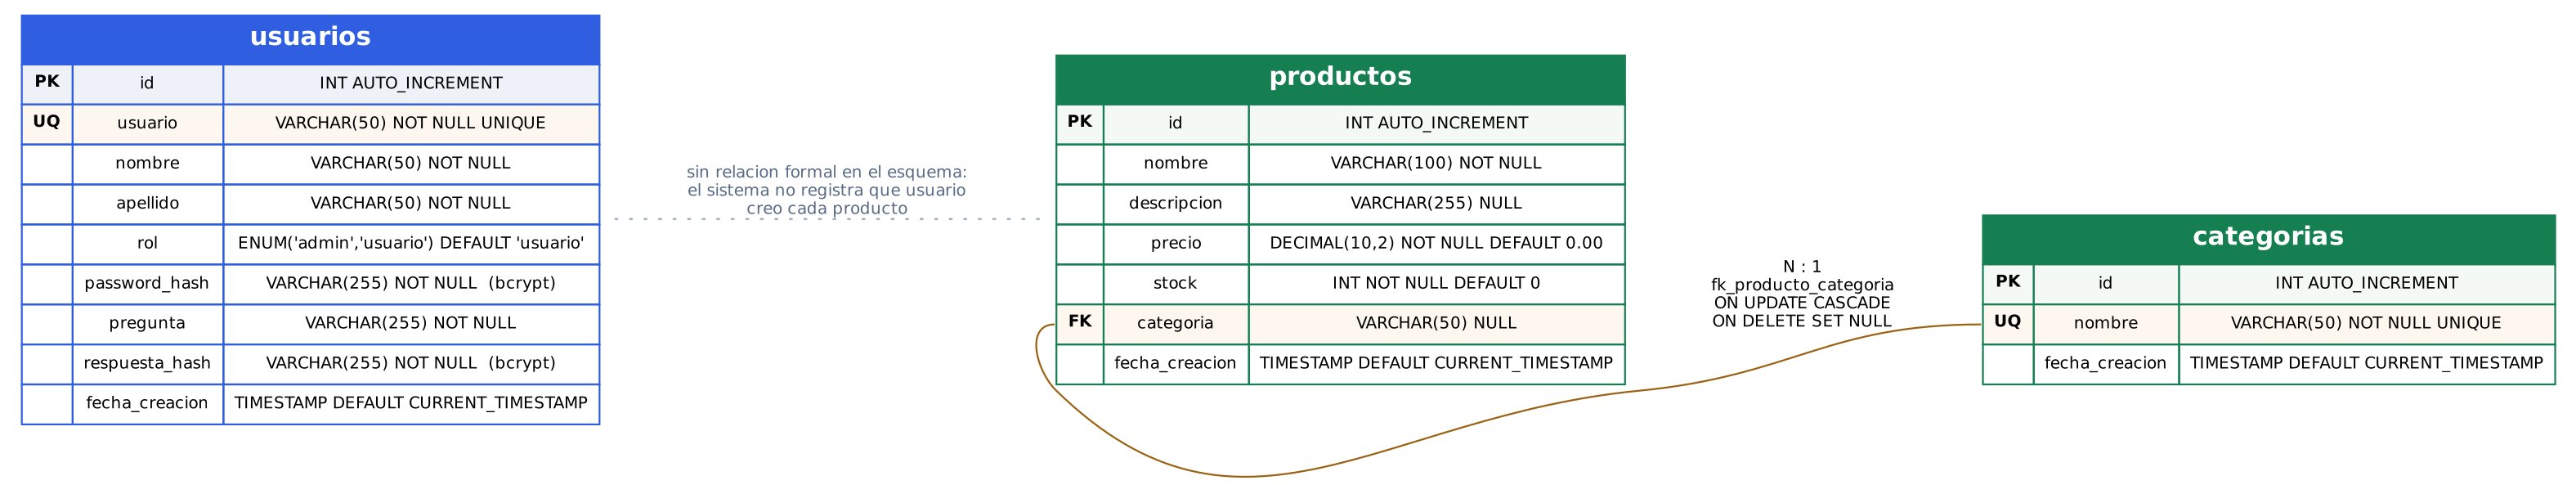 usuarios
PK id INT AUTO_INCREMENT
UQ usuario VARCHAR(50) NOT NULL UNIQUE
nombre VARCHAR(50) NOT NULL
apellido VARCHAR(50) NOT NULL
rol ENUM('admin','usuario') DEFAULT 'usuario'
password_hash VARCHAR(255) NOT NULL (bcrypt)
pregunta VARCHAR(255) NOT NULL
respuesta_hash VARCHAR(255) NOT NULL (bcrypt)
fecha_creacion TIMESTAMP DEFAULT CURRENT_TIMESTAMP
sin relacion formal en el esquema:
el sistema no registra que usuario
creo cada producto
productos
PK id INT AUTO_INCREMENT
nombre VARCHAR(100) NOT NULL
descripcion VARCHAR(255) NULL
precio DECIMAL(10,2) NOT NULL DEFAULT 0.00
stock INT NOT NULL DEFAULT 0
FK categoria VARCHAR(50) NULL
fecha_creacion TIMESTAMP DEFAULT CURRENT_TIMESTAMP
N : 1
fk_producto_categoria
ON UPDATE CASCADE
ON DELETE SET NULL
categorias
PK id INT AUTO_INCREMENT
UQ nombre VARCHAR(50) NOT NULL UNIQUE
fecha_creacion TIMESTAMP DEFAULT CURRENT_TIMESTAMP